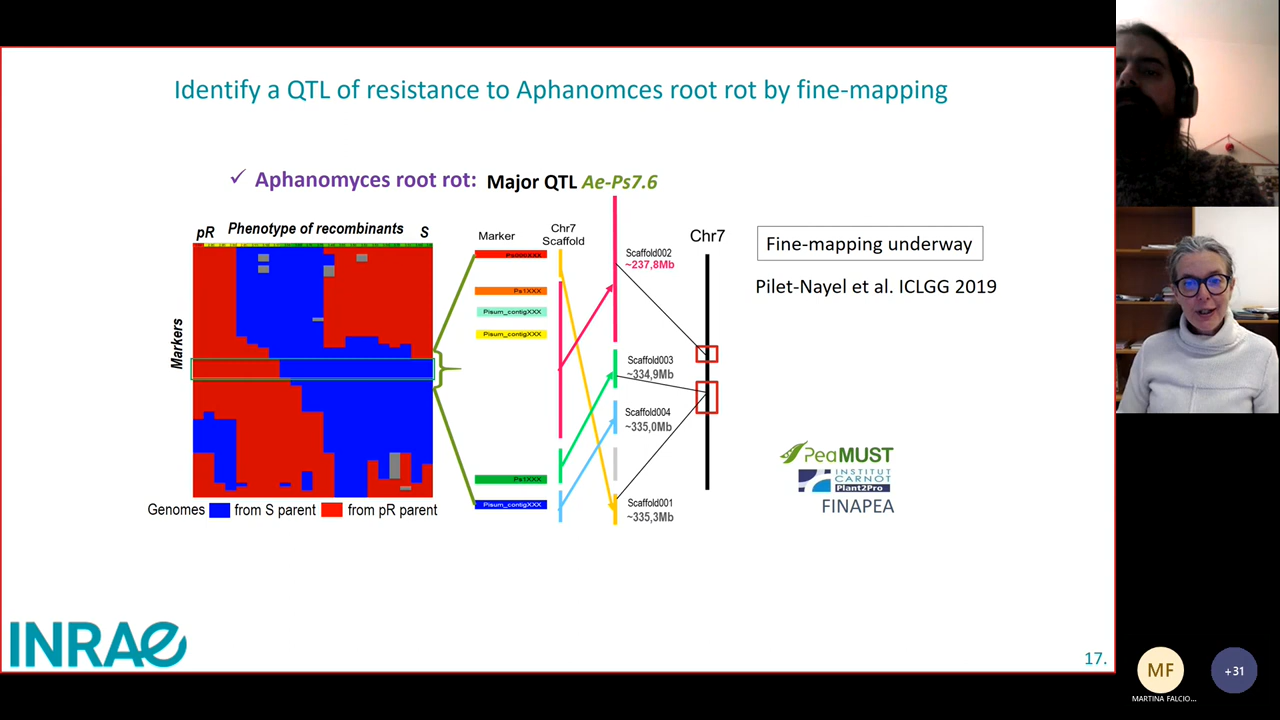 Identify a QTL of resistance to Aphanomces root rot by fine-mapping
✓ Aphanomyces root rot: Major QTL Ae-Ps7.6
pR Phenotype of recombinants S
Markers
Genomes from S parent from pR parent
Marker
Chr7
Scaffold
Ps000XXX
Ps1XXX
Pisum_contigXXX
Pisum_contigXXX
Ps1XXX
Pisum_contigXXX
Scaffold002
~237,8Mb
Scaffold003
~334,9Mb
Scaffold004
~335,0Mb
Scaffold001
~335,3Mb
Chr7
Fine-mapping underway
Pilet-Nayel et al. ICLGG 2019
PeaMUST
INSTITUT
CARNOT
Plant2Pro
FINAPEA
INRAE
17.
MF
MARTINA FALCIO...
+31